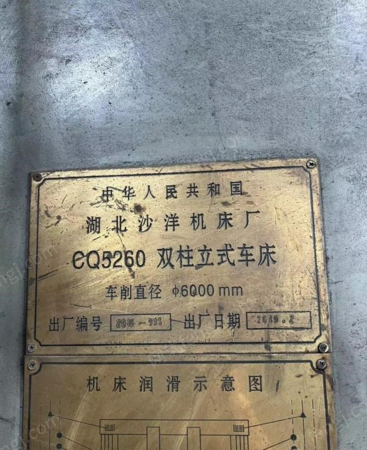 中华人民共和国
湖北沙洋机床厂
CQ5260 双柱立式车床
车削直径 φ6000mm
出厂编号 出厂日期
机床润滑示意图